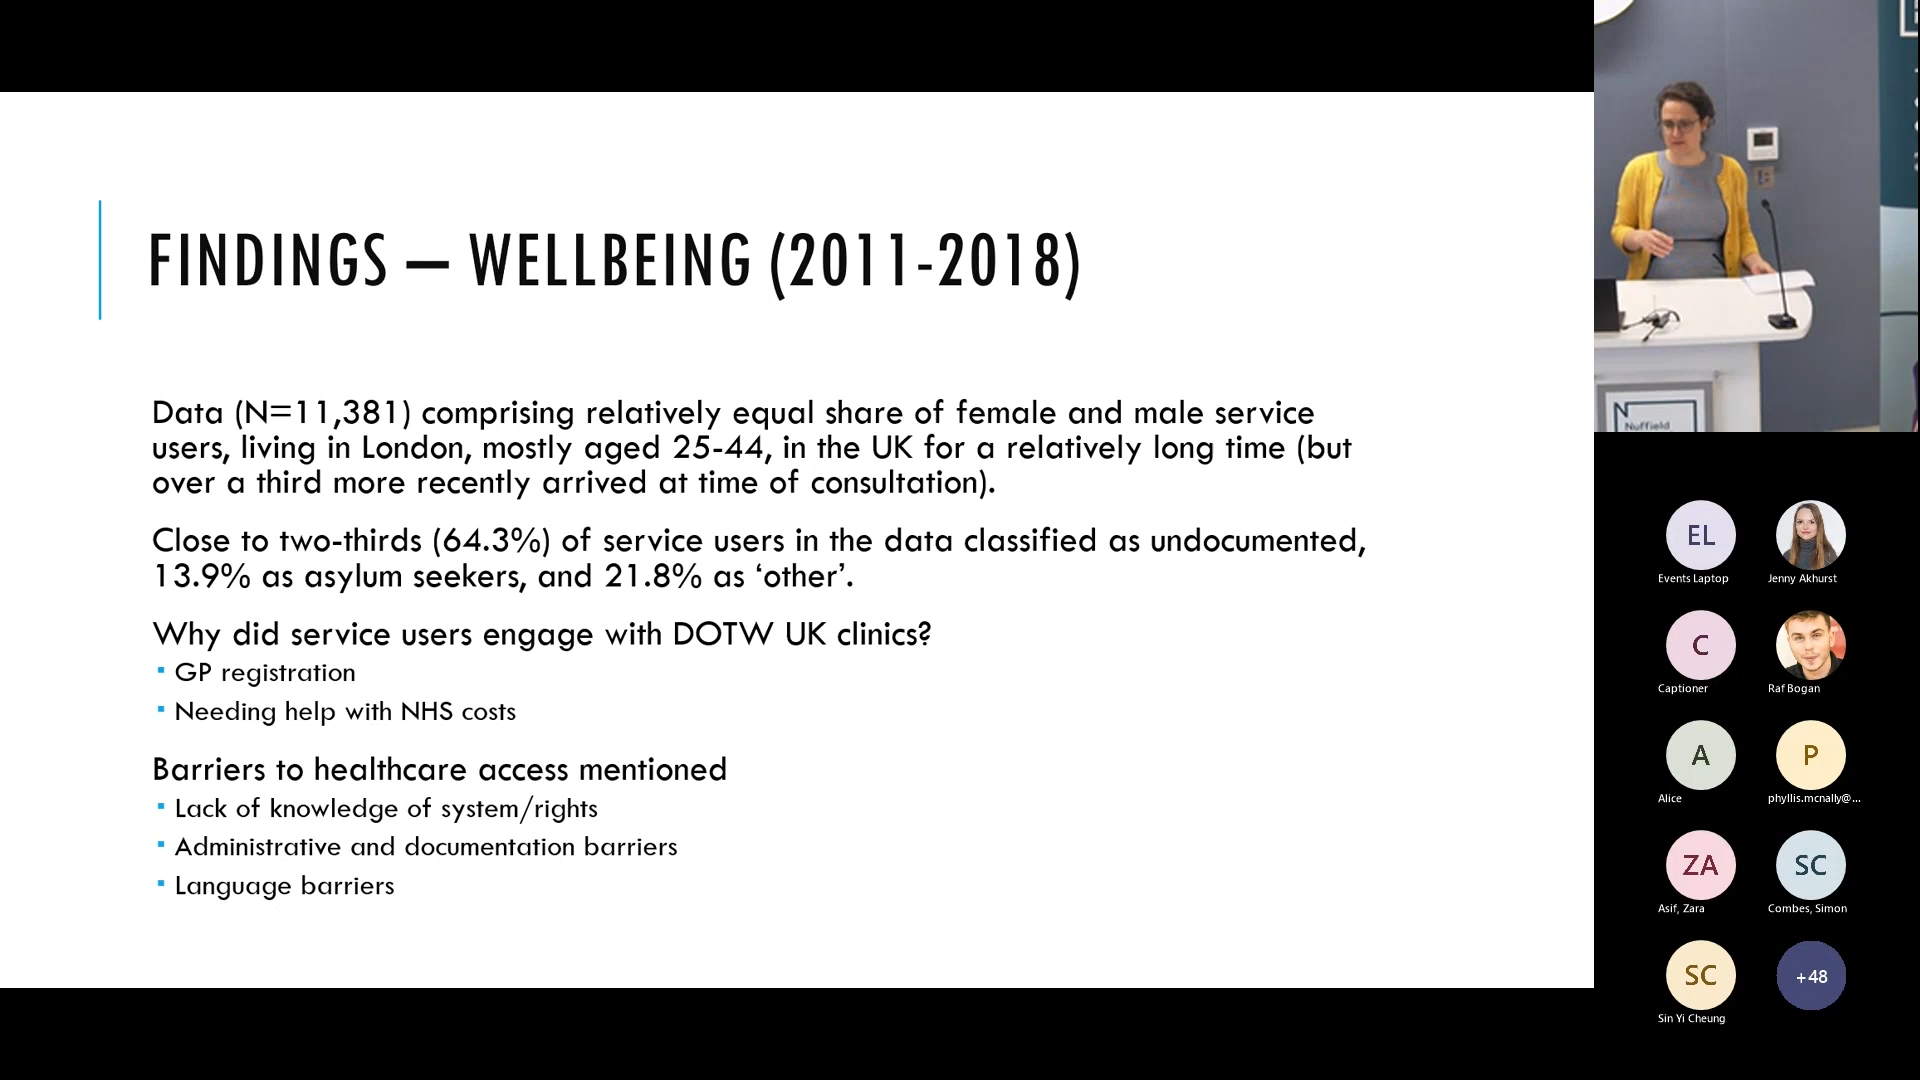 FINDINGS – WELLBEING (2011-2018)
Data (N=11,381) comprising relatively equal share of female and male service
users, living in London, mostly aged 25-44, in the UK for a relatively long time (but
over a third more recently arrived at time of consultation).
Close to two-thirds (64.3%) of service users in the data classified as undocumented,
13.9% as asylum seekers, and 21.8% as ‘other’.
Why did service users engage with DOTW UK clinics?
▪ GP registration
▪ Needing help with NHS costs
Barriers to healthcare access mentioned
▪ Lack of knowledge of system/rights
▪ Administrative and documentation barriers
▪ Language barriers
N
Nuffield
EL
Events Laptop
Jenny Akhurst
C
Captioner
Raf Bogan
A
Alice
P
phyllis.mcnally@...
ZA
Asif, Zara
SC
Combes, Simon
SC
Sin Yi Cheung
+48